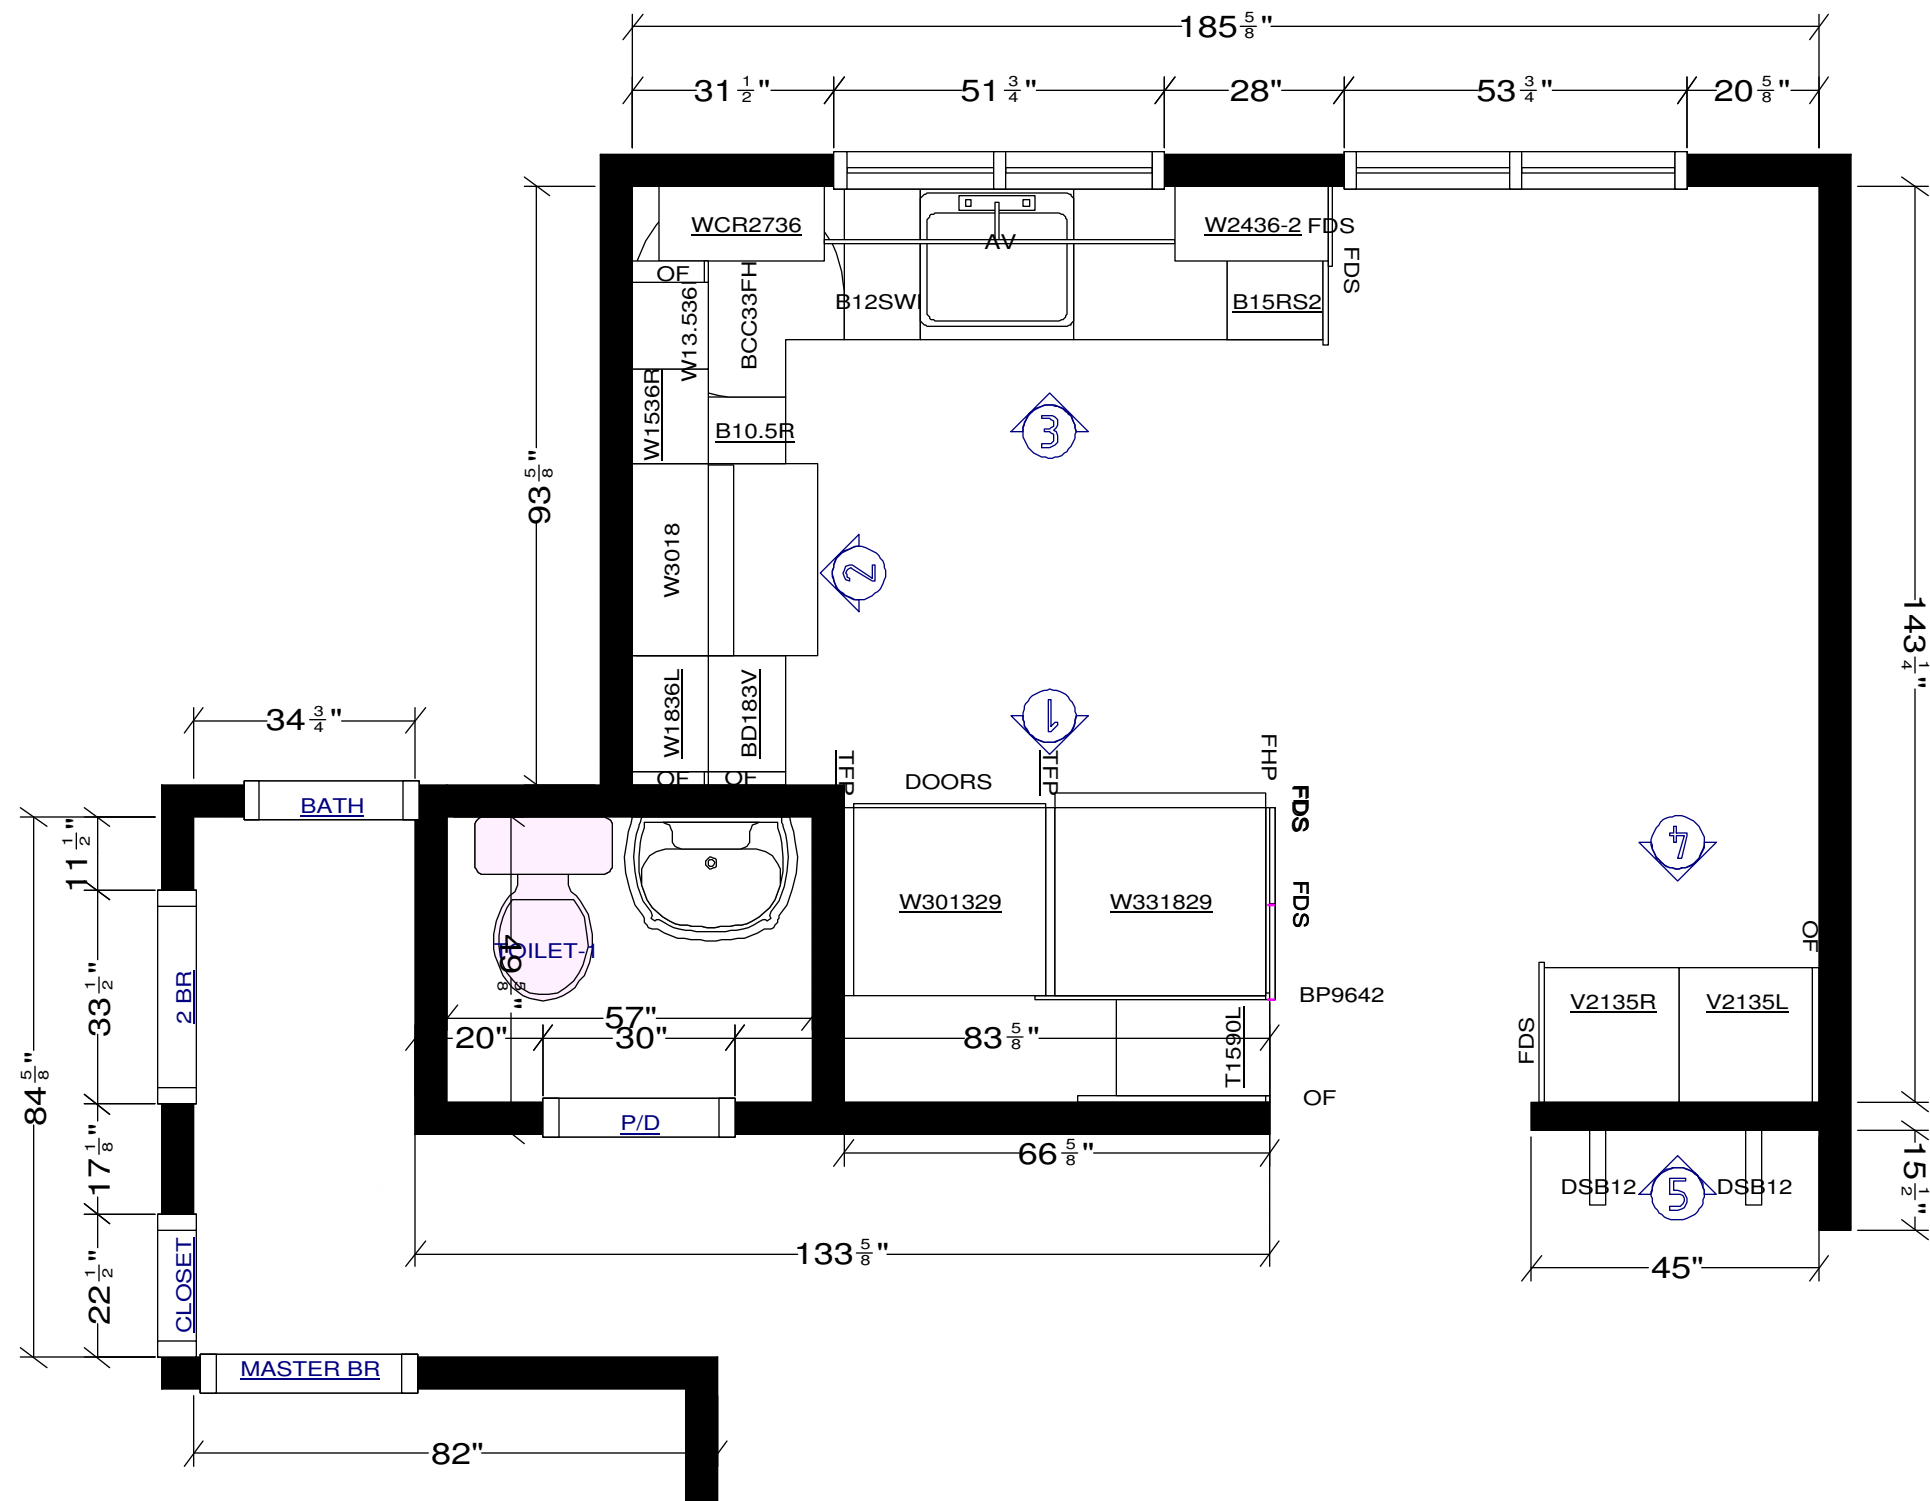 185 5/8"
31 1/2"
51 3/4"
28"
53 3/4"
20 5/8"
WCR2736
AV
W2436-2
FDS
FDS
OF
BCC33FH
B12SW
B15RS2
W13.536
W1536R
B10.5R
3
93 5/8"
W3018
2
143 1/4"
W1836L
BD183V
OF
OF
1
34 3/4"
TFP
DOORS
TFP
FHP
FDS
BATH
11 1/2"
4
W301329
W331829
FDS
OF
TOILET-1
49 5/8"
2 BR
33 1/2"
BP9642
V2135R
V2135L
57"
20"
30"
83 5/8"
T1590L
FDS
84 5/8"
OF
P/D
66 5/8"
17 1/8"
15 1/2"
DSB12
5
DSB12
133 5/8"
45"
22 1/2"
CLOSET
MASTER BR
82"